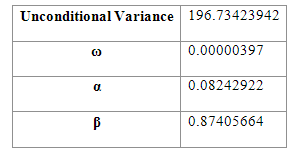 Unconditional Variance 196.73423942
ω 0.00000397
α 0.08242922
β 0.87405664